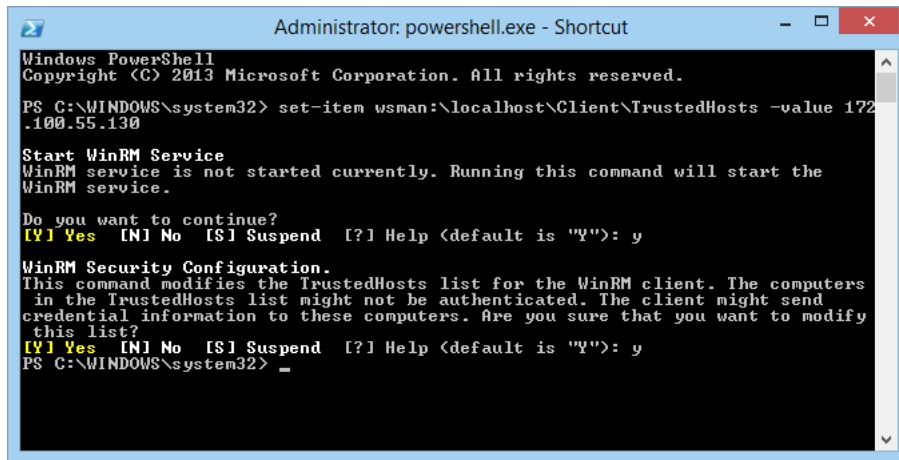 Administrator: powershell.exe - Shortcut
Windows PowerShell
Copyright (C) 2013 Microsoft Corporation. All rights reserved.
PS C:\WINDOWS\system32> set-item wsman:\localhost\Client\TrustedHosts -value 172
.100.55.130
Start WinRM Service
WinRM service is not started currently. Running this command will start the
WinRM service.
Do you want to continue?
[Y] Yes  [N] No  [S] Suspend  [?] Help (default is "Y"): y
WinRM Security Configuration.
This command modifies the TrustedHosts list for the WinRM client. The computers
 in the TrustedHosts list might not be authenticated. The client might send
credential information to these computers. Are you sure that you want to modify
 this list?
[Y] Yes  [N] No  [S] Suspend  [?] Help (default is "Y"): y
PS C:\WINDOWS\system32> _